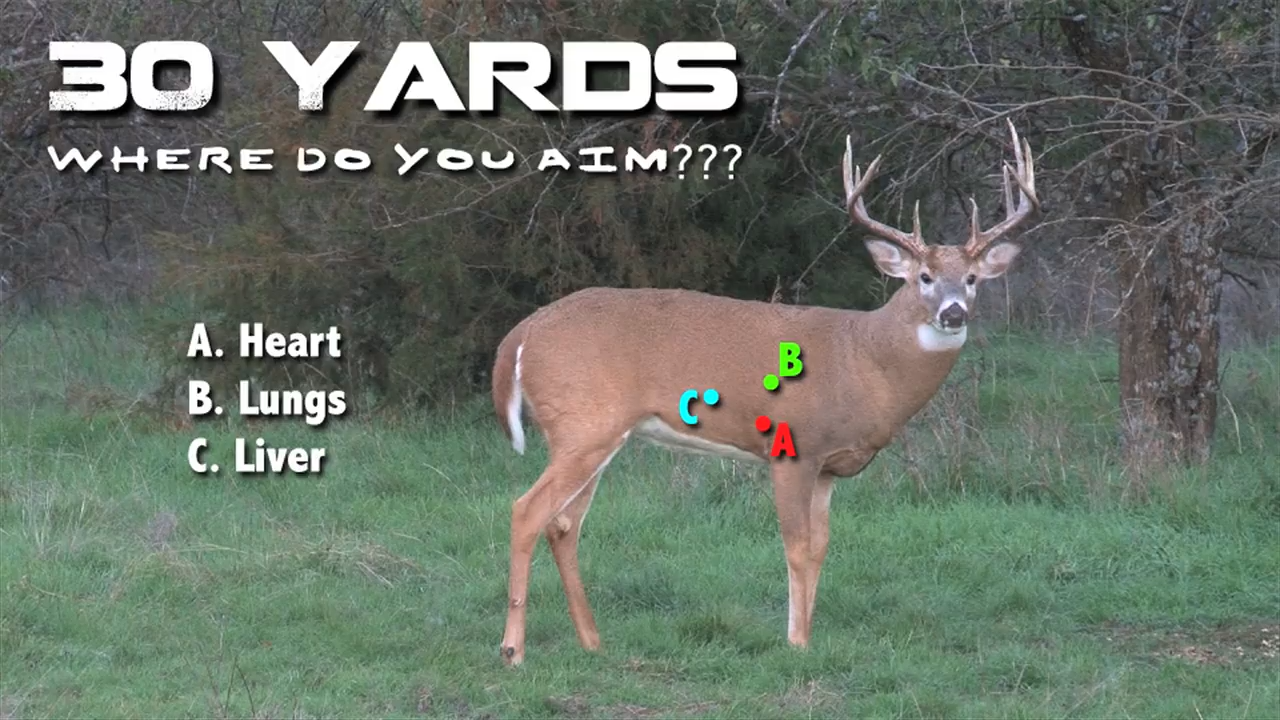 30 YARDS
WHERE DO YOU AIM???
A. Heart
B. Lungs
C. Liver
B
C
A